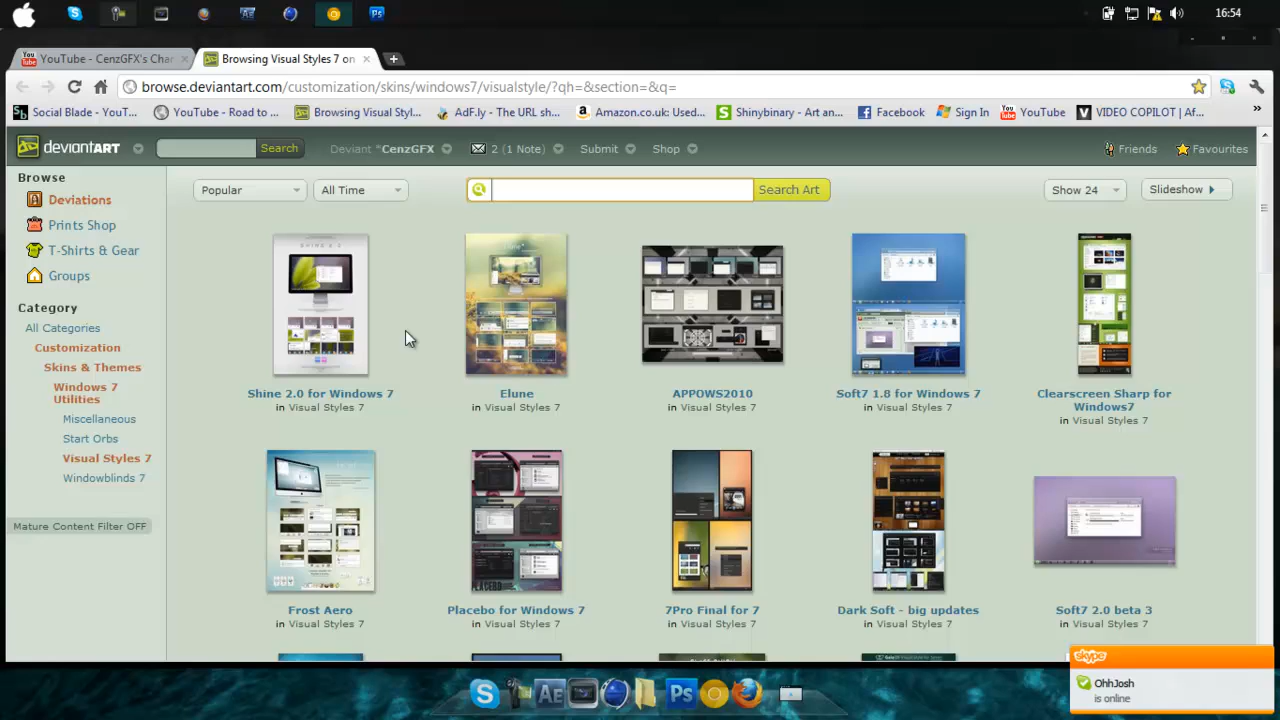 16:54
YouTube - CenzGFX's Chan
Browsing Visual Styles 7 on
browse.deviantart.com/customization/skins/windows7/visualstyle/?qh=&section=&q=
Social Blade - YouT...
YouTube - Road to ...
Browsing Visual Styl...
AdF.ly - The URL sh...
Amazon.co.uk: Used...
Shinybinary - Art an...
Facebook
Sign In
YouTube
VIDEO COPILOT | Af...
deviantART
Search
Deviant *CenzGFX
2 (1 Note)
Submit
Shop
Friends
Favourites
Browse
Deviations
Prints Shop
T-Shirts & Gear
Groups
Category
All Categories
Customization
Skins & Themes
Windows 7
Utilities
Miscellaneous
Start Orbs
Visual Styles 7
Windowblinds 7
Mature Content Filter OFF
Popular
All Time
Search Art
Show 24
Slideshow
Shine 2.0 for Windows 7
in Visual Styles 7
Elune
in Visual Styles 7
APPOWS2010
in Visual Styles 7
Soft7 1.8 for Windows 7
in Visual Styles 7
Clearscreen Sharp for
Windows7
in Visual Styles 7
Frost Aero
in Visual Styles 7
Placebo for Windows 7
in Visual Styles 7
7Pro Final for 7
in Visual Styles 7
Dark Soft - big updates
in Visual Styles 7
Soft7 2.0 beta 3
in Visual Styles 7
skype
OhhJosh
is online